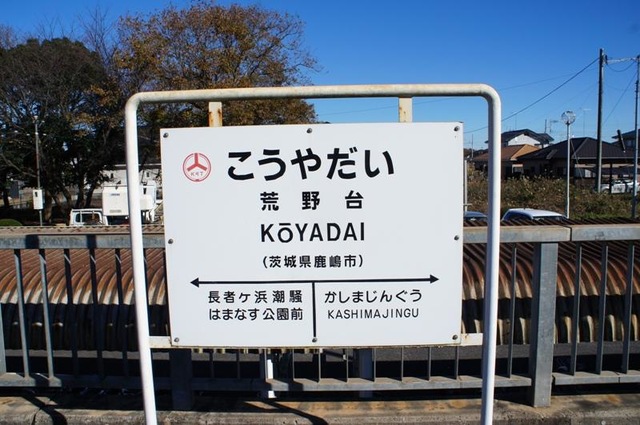 こうやだい
荒野台
KŌYADAI
(茨城県鹿嶋市)
長者ケ浜潮騒
はまなす公園前
かしまじんぐう
KASHIMAJINGU